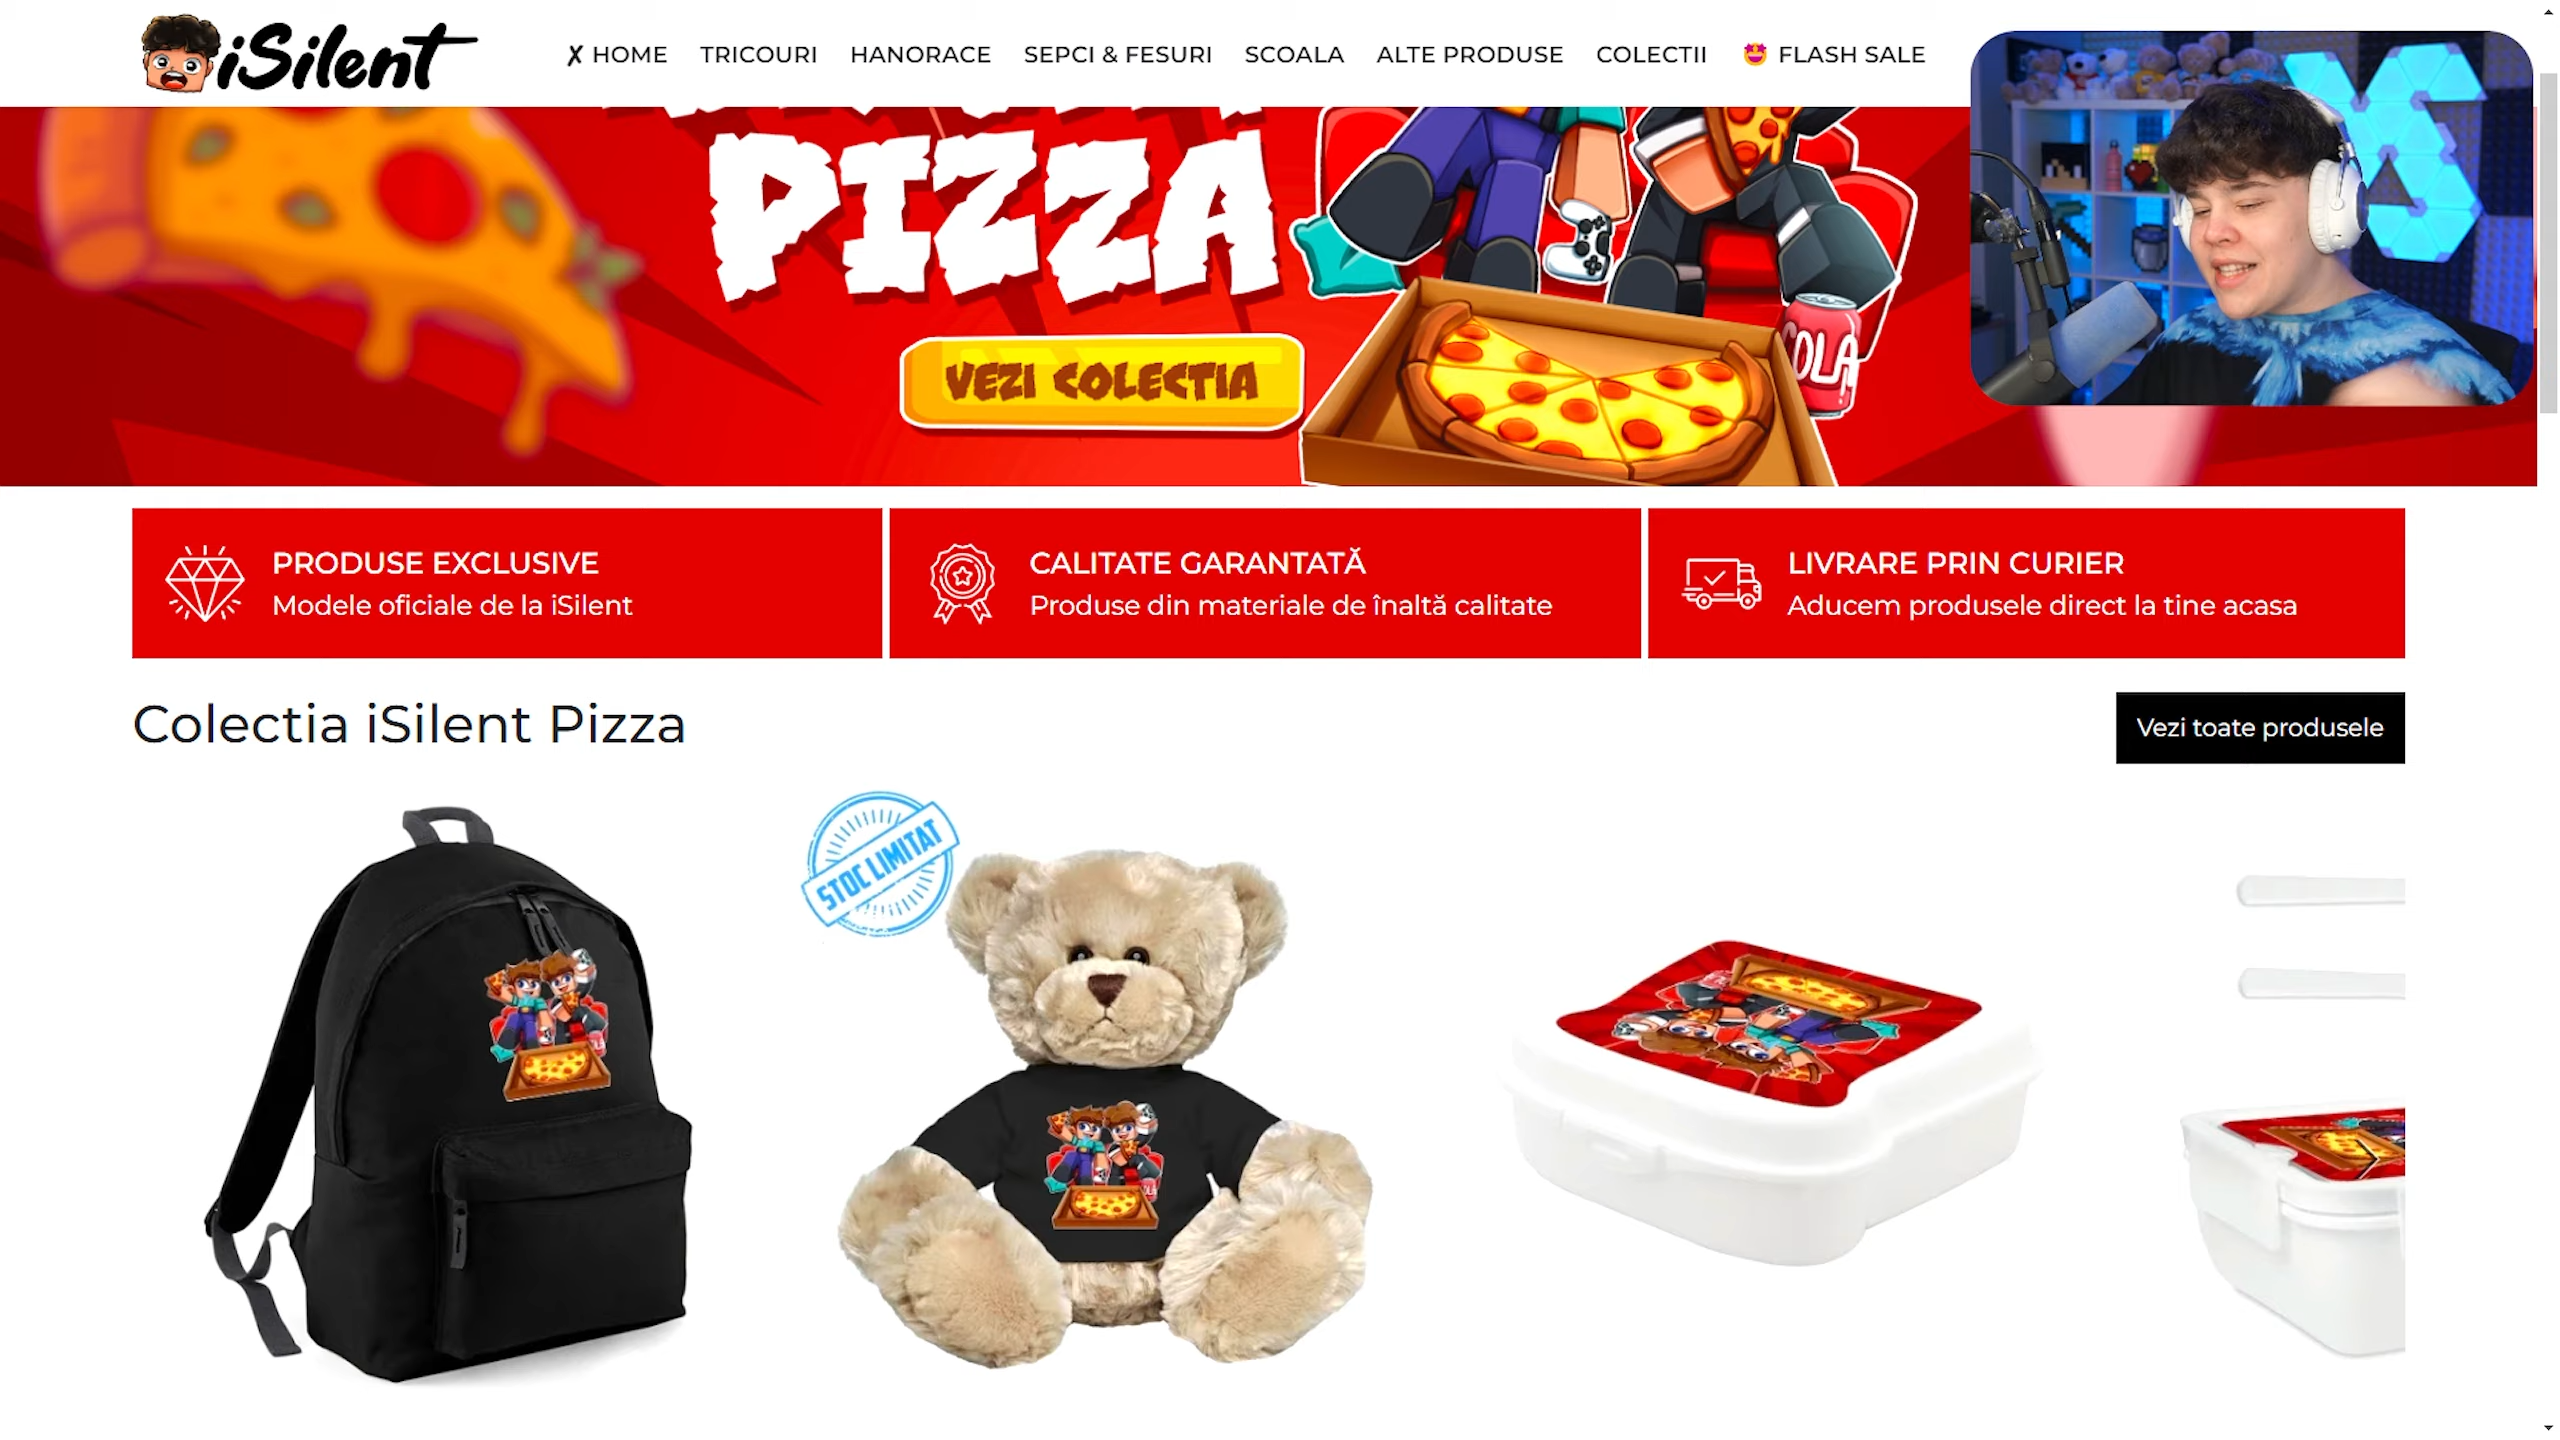 iSilent
✗ HOME
TRICOURI
HANORACE
SEPCI & FESURI
SCOALA
ALTE PRODUSE
COLECTII
🤩 FLASH SALE
PIZZA
VEZI COLECTIA
COLA
PRODUSE EXCLUSIVE
Modele oficiale de la iSilent
CALITATE GARANTATĂ
Produse din materiale de înaltă calitate
LIVRARE PRIN CURIER
Aducem produsele direct la tine acasa
Colectia iSilent Pizza
Vezi toate produsele
STOC LIMITAT